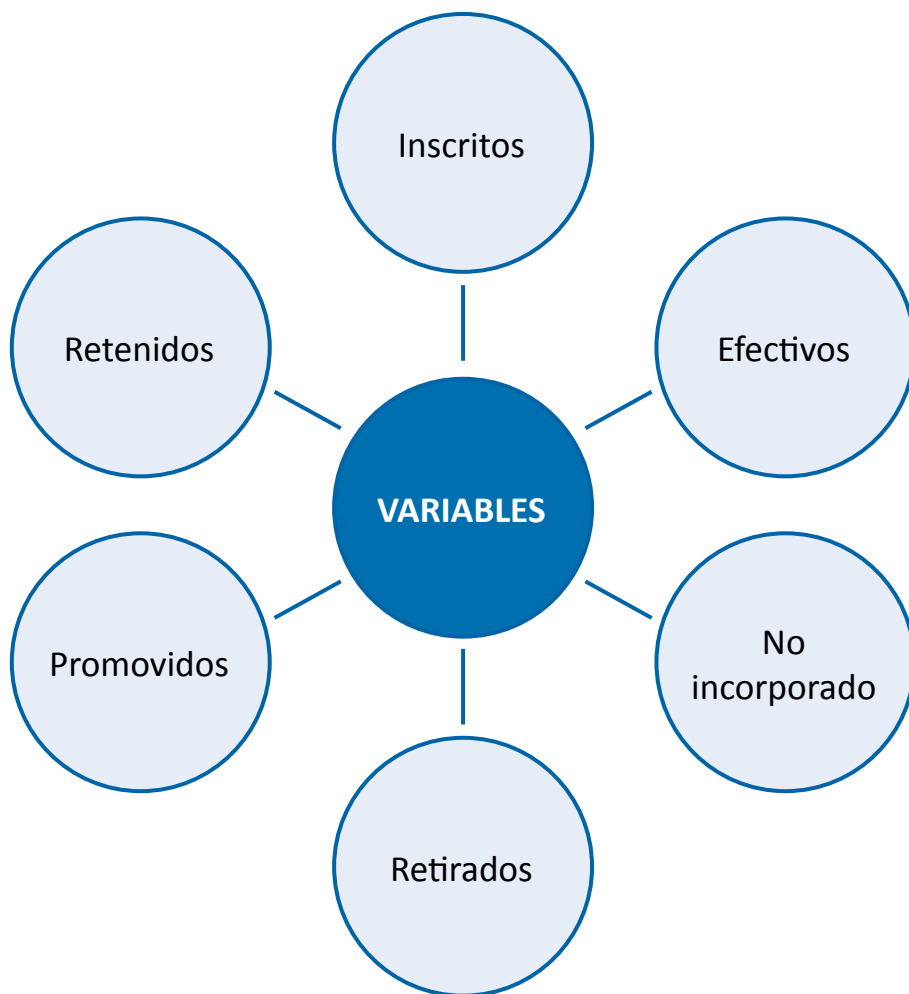 Inscritos
Retenidos
Efectivos
VARIABLES
Promovidos
No
incorporado
Retirados